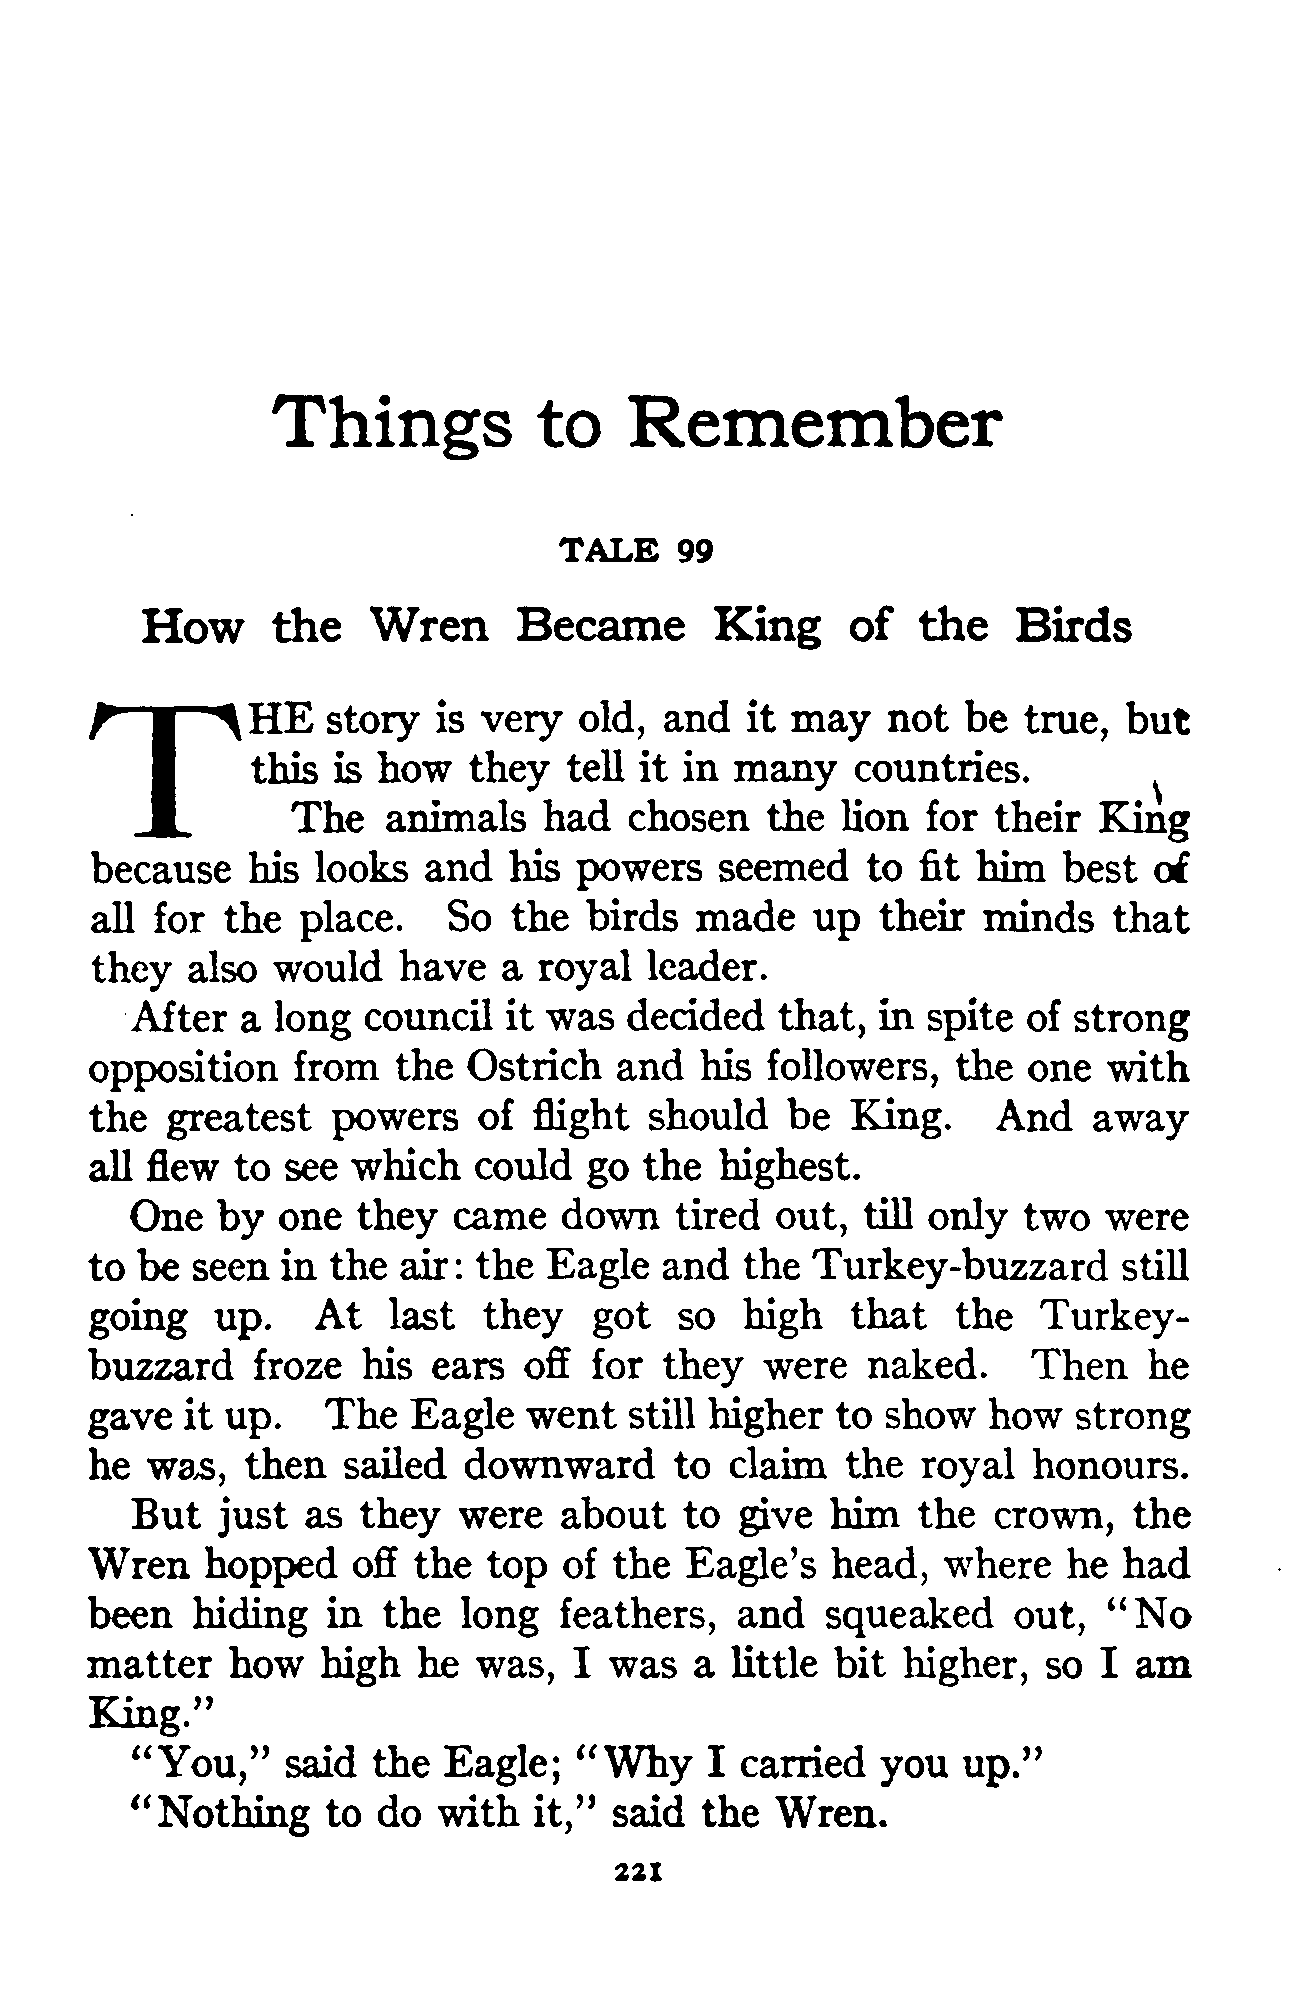 Things to Remember
TALE 99
How the Wren Became King of the Birds
THE story is very old, and it may not be true, but
this is how they tell it in many countries.
The animals had chosen the lion for their King
because his looks and his powers seemed to fit him best of
all for the place. So the birds made up their minds that
they also would have a royal leader.
After a long council it was decided that, in spite of strong
opposition from the Ostrich and his followers, the one with
the greatest powers of flight should be King. And away
all flew to see which could go the highest.
One by one they came down tired out, till only two were
to be seen in the air: the Eagle and the Turkey-buzzard still
going up. At last they got so high that the Turkey-
buzzard froze his ears off for they were naked. Then he
gave it up. The Eagle went still higher to show how strong
he was, then sailed downward to claim the royal honours.
But just as they were about to give him the crown, the
Wren hopped off the top of the Eagle's head, where he had
been hiding in the long feathers, and squeaked out, "No
matter how high he was, I was a little bit higher, so I am
King."
"You," said the Eagle; "Why I carried you up."
"Nothing to do with it," said the Wren.
221